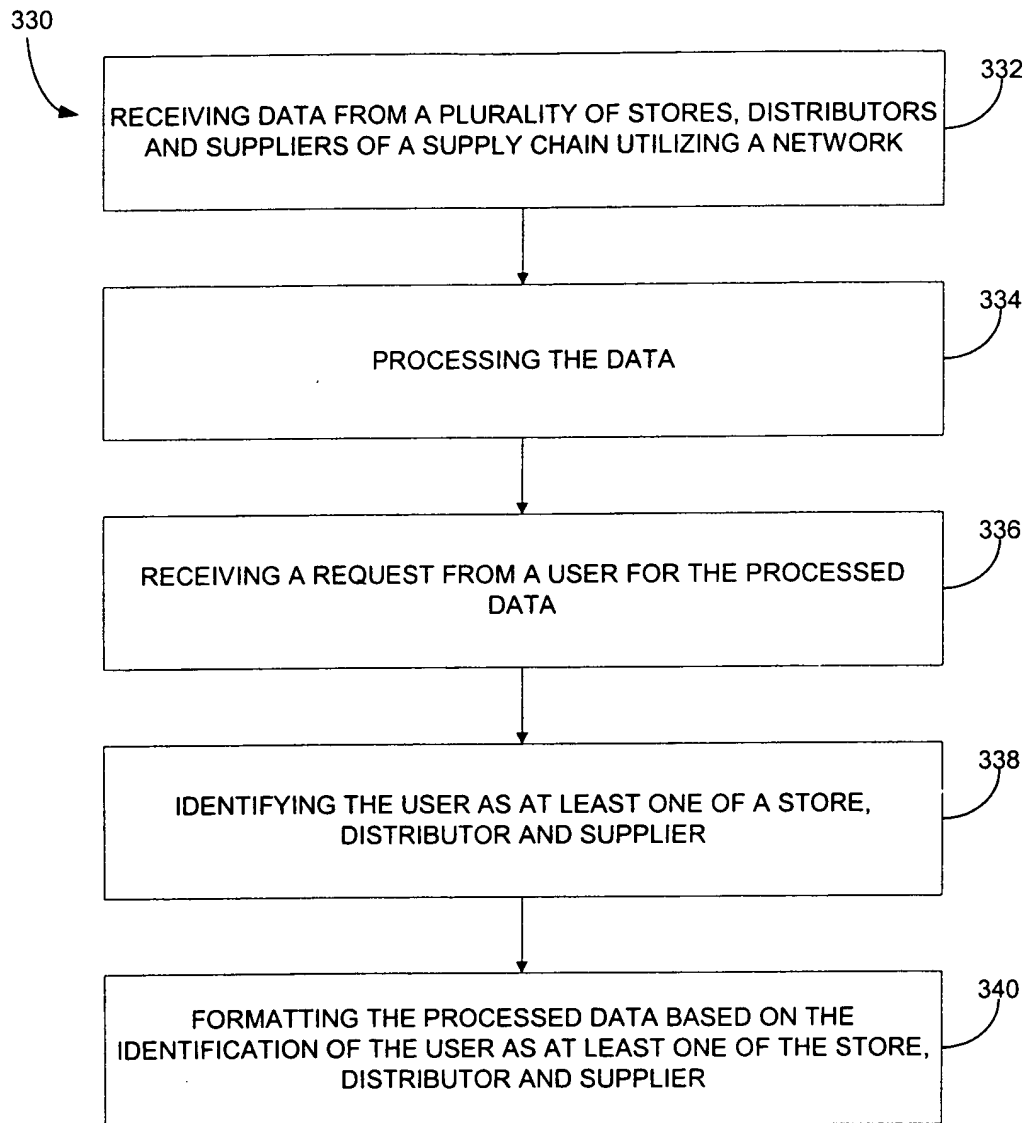 330
332
RECEIVING DATA FROM A PLURALITY OF STORES, DISTRIBUTORS
AND SUPPLIERS OF A SUPPLY CHAIN UTILIZING A NETWORK
334
PROCESSING THE DATA
336
RECEIVING A REQUEST FROM A USER FOR THE PROCESSED
DATA
338
IDENTIFYING THE USER AS AT LEAST ONE OF A STORE,
DISTRIBUTOR AND SUPPLIER
340
FORMATTING THE PROCESSED DATA BASED ON THE
IDENTIFICATION OF THE USER AS AT LEAST ONE OF THE STORE,
DISTRIBUTOR AND SUPPLIER